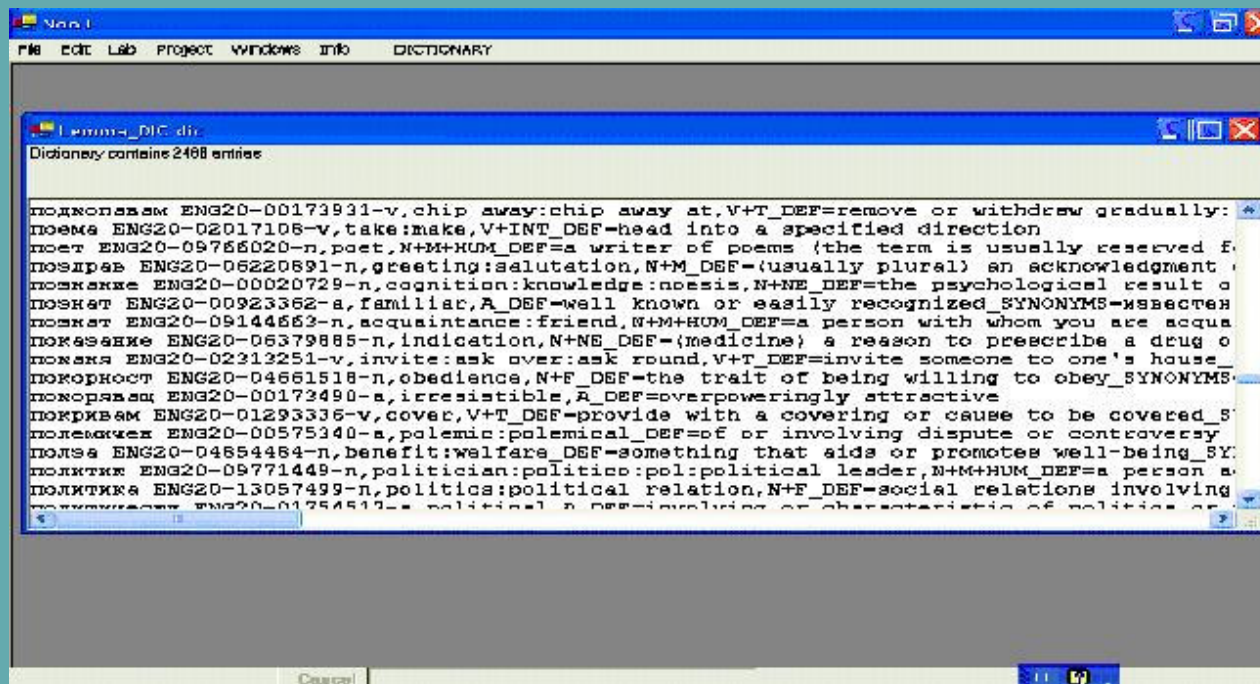 NooJ
File Edit Lab Project Windows Info DICTIONARY
Lemma_DIC.dic
Dictionary contains 2488 entries
подкопавам ENG20-00173931-v,chip away:chip away at,V+T_DEF=remove or withdraw gradually:
поема ENG20-02017108-v,take:make,V+INT_DEF=head into a specified direction
поет ENG20-09766020-n,poet,N+M+HUM_DEF=a writer of poems (the term is usually reserved
поздрав ENG20-06220891-n,greeting:salutation,N+M_DEF=(usually plural) an acknowledgment
познание ENG20-00020729-n,cognition:knowledge:noesis,N+NE_DEF=the psychological result
познат ENG20-00923362-a,familiar,A_DEF=well known or easily recognized_SYNONYMS=известен
познат ENG20-09144663-n,acquaintance:friend,N+M+HUM_DEF=a person with whom you are acqua
показание ENG20-06379885-n,indication,N+NE_DEF=(medicine) a reason to prescribe a drug o
поканя ENG20-02313251-v,invite:ask over:ask round,V+T_DEF=invite someone to one's house_
покорност ENG20-04661518-n,obedience,N+F_DEF=the trait of being willing to obey_SYNONYMS
покоряващ ENG20-00173490-a,irresistible,A_DEF=overpoweringly attractive
покривам ENG20-01293336-v,cover,V+T_DEF=provide with a covering or cause to be covered_S
полемичен ENG20-00575340-a,polemic:polemical_DEF=of or involving dispute or controversy
полза ENG20-04854484-n,benefit:welfare_DEF=something that aids or promotes well-being_SY
политик ENG20-09771449-n,politician:politico:pol:political leader,N+M+HUM_DEF=a person a
политика ENG20-13057499-n,politics:political relation,N+F_DEF=social relations involving
Cancel